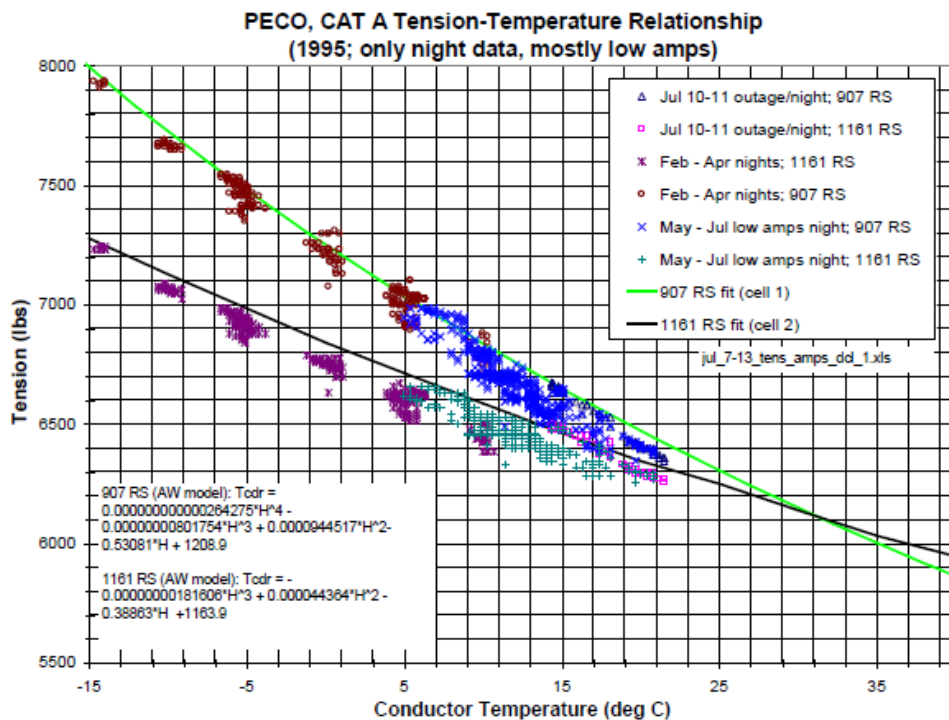 PECO, CAT A Tension-Temperature Relationship
(1995; only night data, mostly low amps)
8000
7500
7000
6500
6000
5500
Tension (lbs)
Jul 10-11 outage/night; 907 RS
Jul 10-11 outage/night; 1161 RS
Feb - Apr nights; 1161 RS
Feb - Apr nights; 907 RS
May - Jul low amps night; 907 RS
May - Jul low amps night; 1161 RS
907 RS fit (cell 1)
1161 RS fit (cell 2)
jul_7-13_tens_amps_dcl_1.xls
907 RS (AW model): Tcdr =
0.000000000000264275*H^4 -
0.00000000801754*H^3 + 0.0000944517*H^2-
0.53081*H + 1208.9
1161 RS (AW model): Tcdr = -
0.00000000181606*H^3 + 0.000044364*H^2 -
0.38863*H +1163.9
-15 -5 5 15 25 35
Conductor Temperature (deg C)